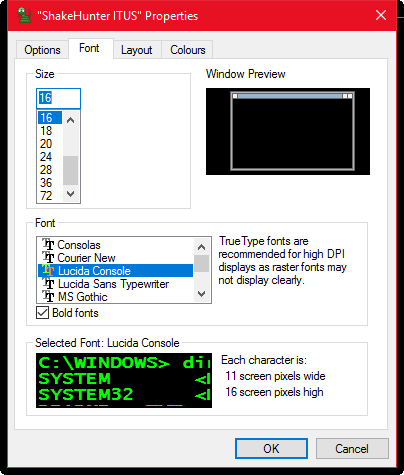 "ShakeHunter ITUS" Properties
Options
Font
Layout
Colours
Size
16
16
18
20
24
28
36
72
Window Preview
Font
Consolas
Courier New
Lucida Console
Lucida Sans Typewriter
MS Gothic
Bold fonts
TrueType fonts are
recommended for high DPI
displays as raster fonts may
not display clearly.
Selected Font: Lucida Console
C:\WINDOWS> di
SYSTEM <
SYSTEM32 <
Each character is:
11 screen pixels wide
16 screen pixels high
OK
Cancel